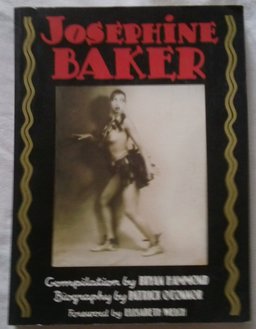 JOSEPHINE
BAKER
Compilation by BRYAN HAMMOND
Biography by PATRICK O'CONNOR
Foreword by ELISABETH WELCH